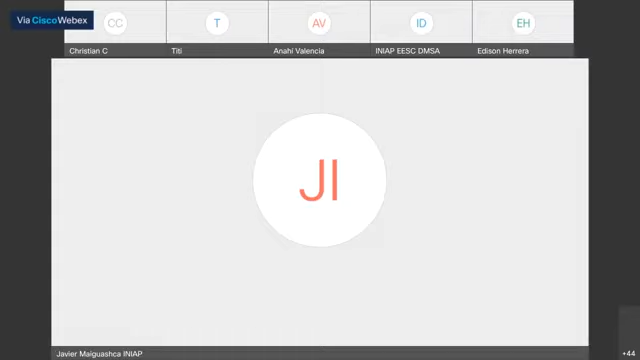 Via Cisco Webex
CC
T
AV
ID
EH
Christian C
Titi
Anahí Valencia
INIAP EESC DMSA
Edison Herrera
JI
Javier Maiguashca INIAP
+44